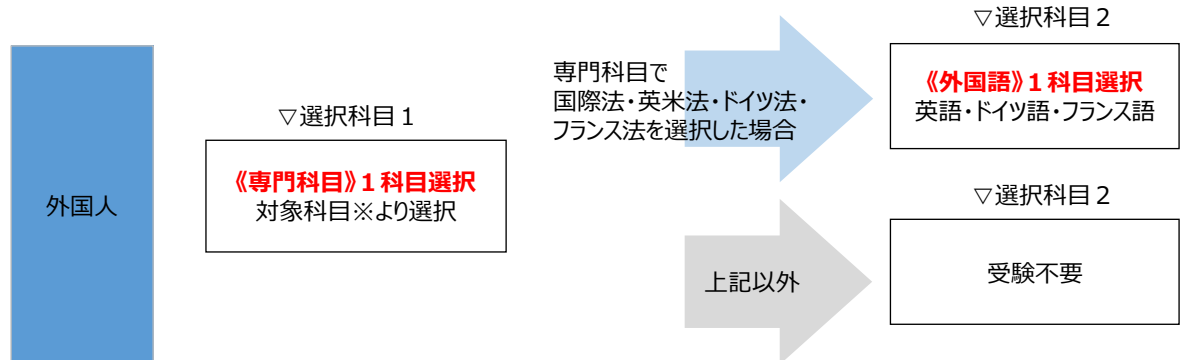 外国人
▽選択科目１
《専門科目》１科目選択
対象科目※より選択
専門科目で
国際法・英米法・ドイツ法・
フランス法を選択した場合
▽選択科目２
《外国語》１科目選択
英語・ドイツ語・フランス語
上記以外
▽選択科目２
受験不要